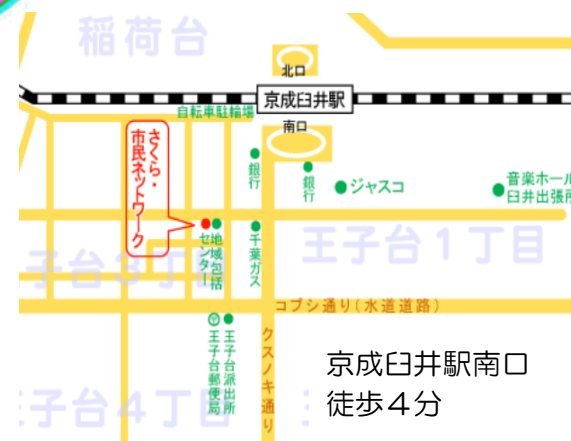 稲荷台
北口
京成臼井駅
自転車駐輪場
南口
さくら・
市民ネットワーク
銀行
銀行
ジャスコ
音楽ホール
臼井出張所
地域包括
センター
千葉ガス
王子台1丁目
子台3丁目
コブシ通り(水道道路)
王子台派出所
王子台郵便局
クスノキ通り
子台4丁目
京成臼井駅南口
徒歩4分